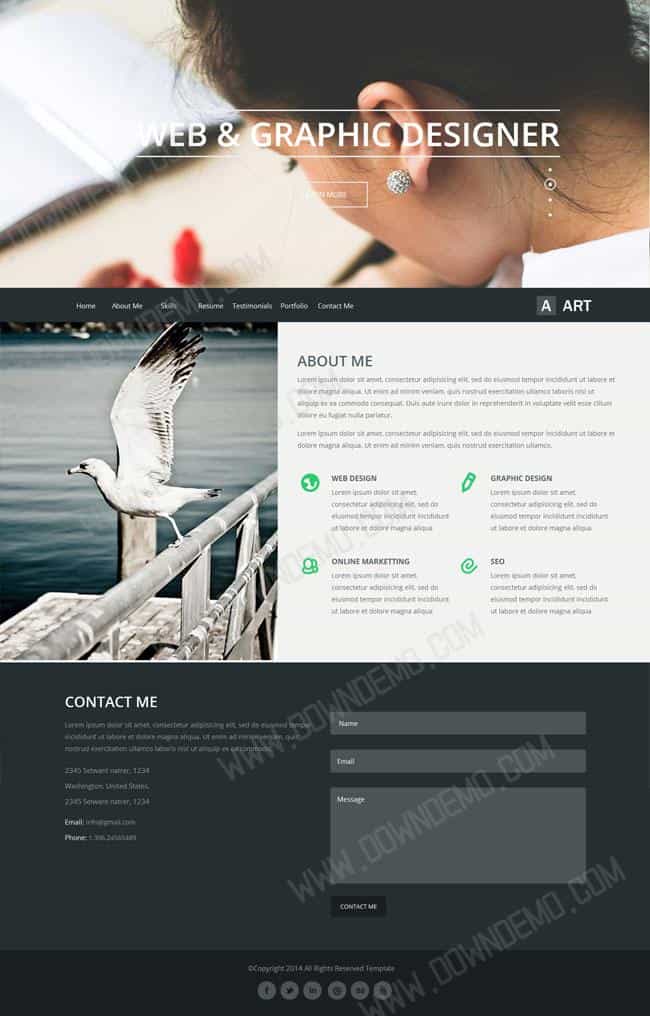 WEB & GRAPHIC DESIGNER
MORE
Home About Me Skills Resume Testimonials Portfolio Contact Me
A ART
ABOUT ME
Lorem ipsum dolor sit amet, consectetur adipisicing elit, sed do eiusmod tempor incididunt ut labore et
dolore magna aliqua. Ut enim ad minim veniam, quis nostrud exercitation ullamco laboris nisi ut
aliquip ex ea commodo consequat. Duis aute irure dolor in reprehenderit in voluptate velit esse cillum
dolore eu fugiat nulla pariatur.
Lorem ipsum dolor sit amet, consectetur adipisicing elit, sed do eiusmod tempor incididunt ut labore et
dolore magna aliqua. Ut enim ad minim veniam, quis nostrud exercitation ullamco.
WEB DESIGN
Lorem ipsum dolor sit amet,
consectetur adipisicing elit, sed do
eiusmod tempor incididunt incididunt
ut labore et dolore magna aliqua
GRAPHIC DESIGN
Lorem ipsum dolor sit amet,
consectetur adipisicing elit, sed do
eiusmod tempor incididunt incididunt
ut labore et dolore magna aliqua
ONLINE MARKETTING
Lorem ipsum dolor sit amet,
consectetur adipisicing elit, sed do
eiusmod tempor incididunt incididunt
ut labore et dolore magna aliqua
SEO
Lorem ipsum dolor sit amet,
consectetur adipisicing elit, sed do
eiusmod tempor incididunt incididunt
ut labore et dolore magna aliqua
CONTACT ME
Lorem ipsum dolor sit amet, consectetur adipisicing elit, sed do eiusmod tempor
incididunt ut labore et dolore magna aliqua. Ut enim ad minim veniam, quis
nostrud exercitation ullamco laboris nisi ut aliquip ex ea commodo.
2345 Setwant natrer, 1234
Washington. United States.
2345 Setwant natrer, 1234
Email: info@gmail.com
Phone:
Name
Email
Message
CONTACT ME
©Copyright 2014 All Rights Reserved Template
WWW.DOWNDEMO.COM
WWW.DOWNDEMO.COM
WWW.DOWNDEMO.COM